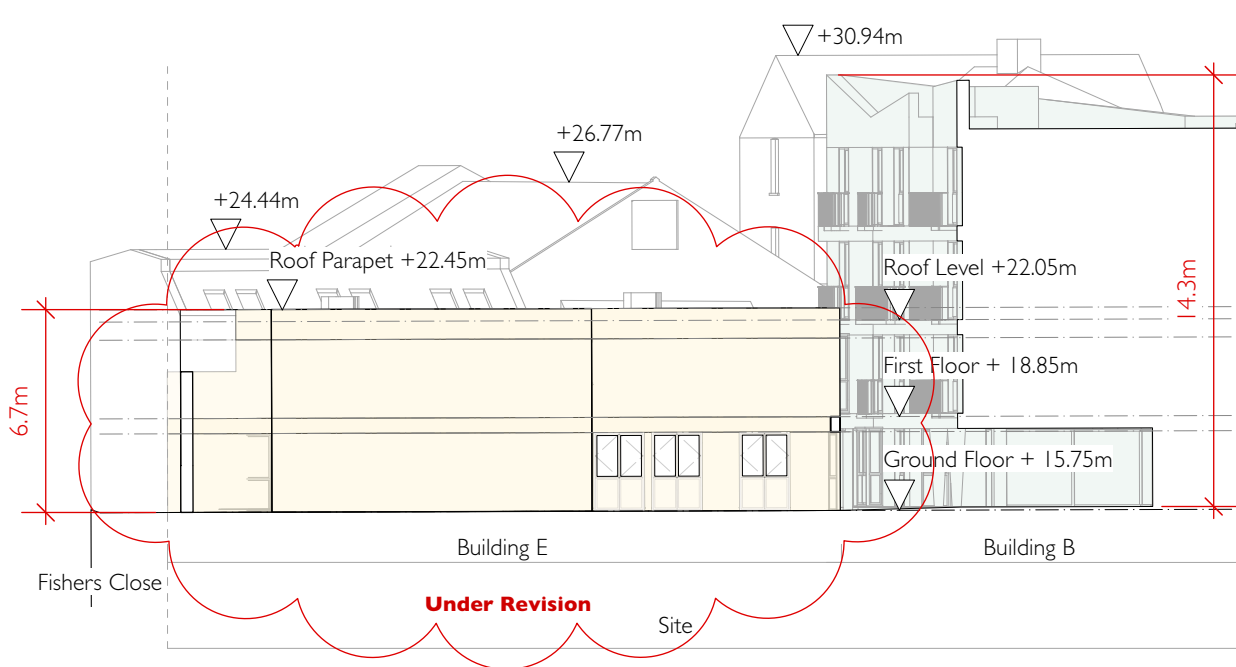 +30.94m
+26.77m
+24.44m
Roof Parapet +22.45m
Roof Level +22.05m
14.3m
First Floor + 18.85m
6.7m
Ground Floor + 15.75m
Building E
Building B
Fishers Close
Under Revision
Site